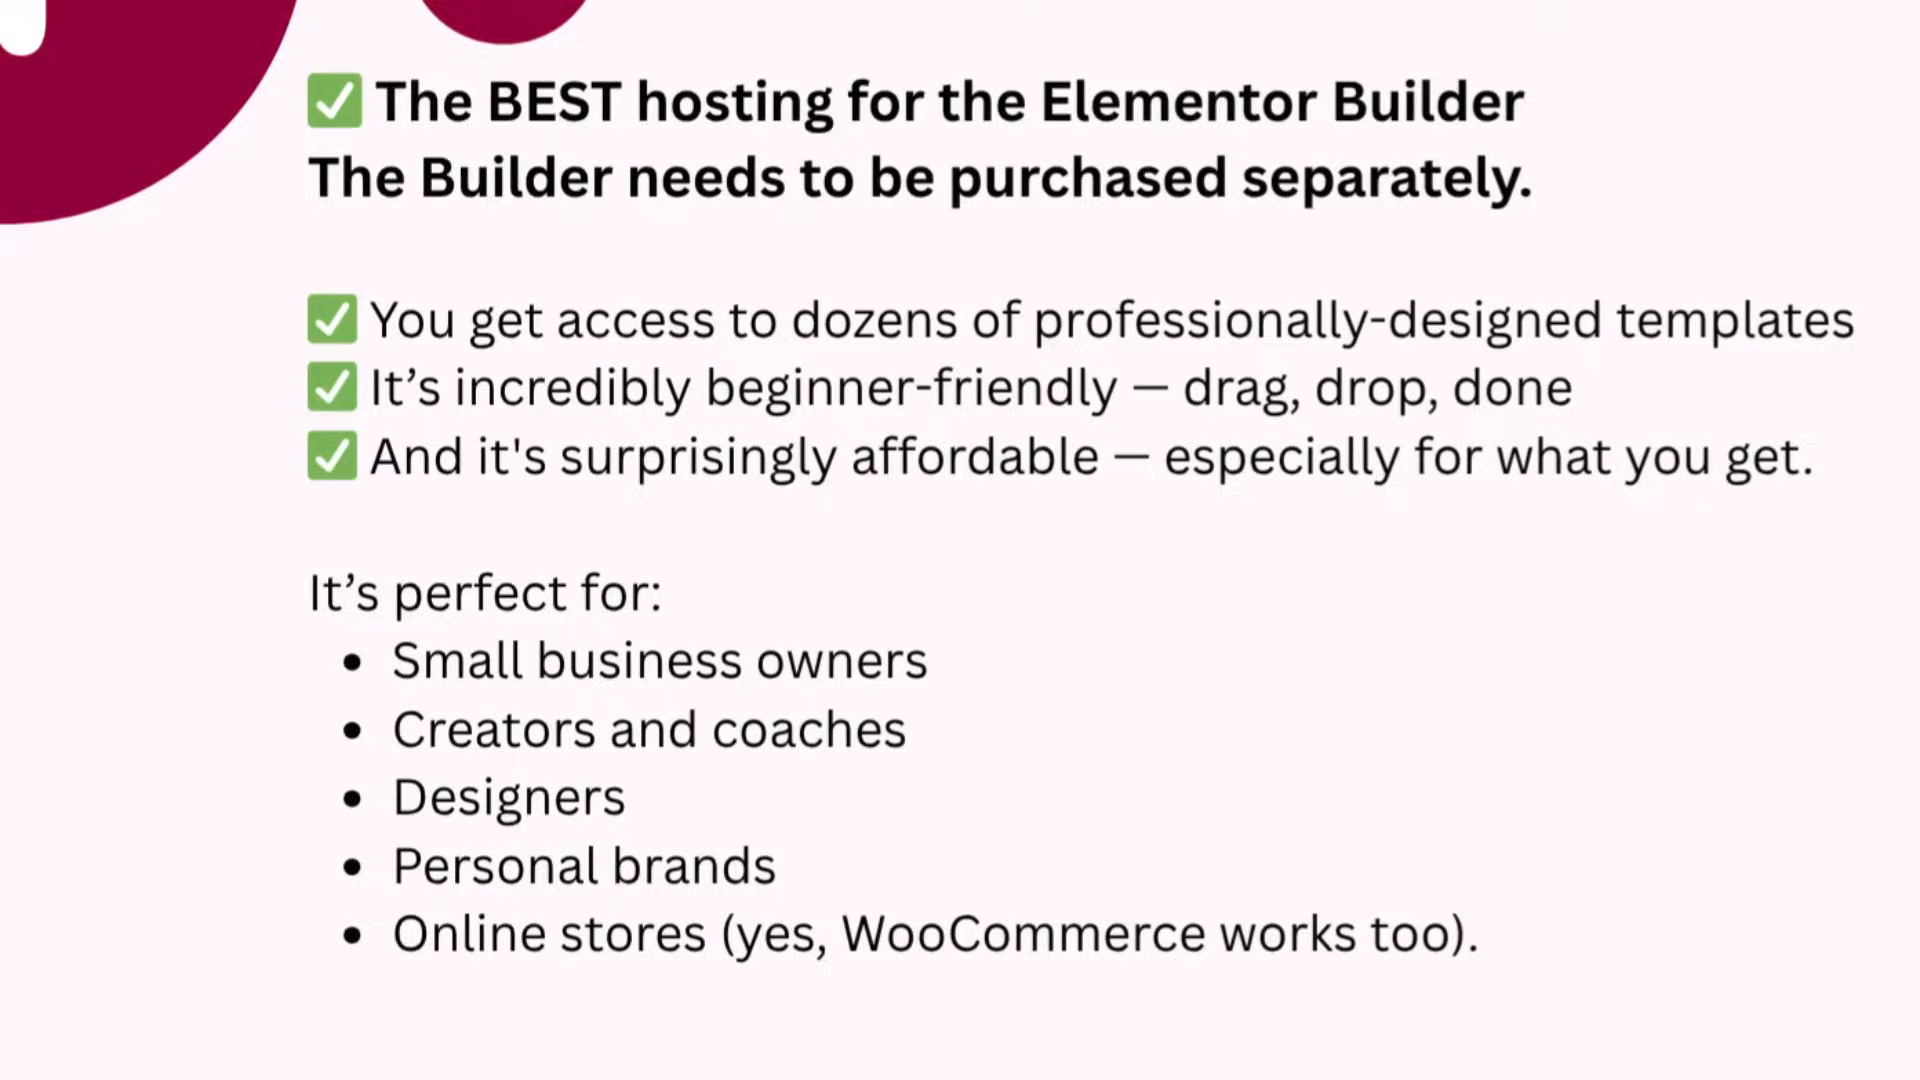 ✅ The BEST hosting for the Elementor Builder
The Builder needs to be purchased separately.
✅ You get access to dozens of professionally-designed templates
✅ It’s incredibly beginner-friendly — drag, drop, done
✅ And it's surprisingly affordable — especially for what you get.
It’s perfect for:
• Small business owners
• Creators and coaches
• Designers
• Personal brands
• Online stores (yes, WooCommerce works too).